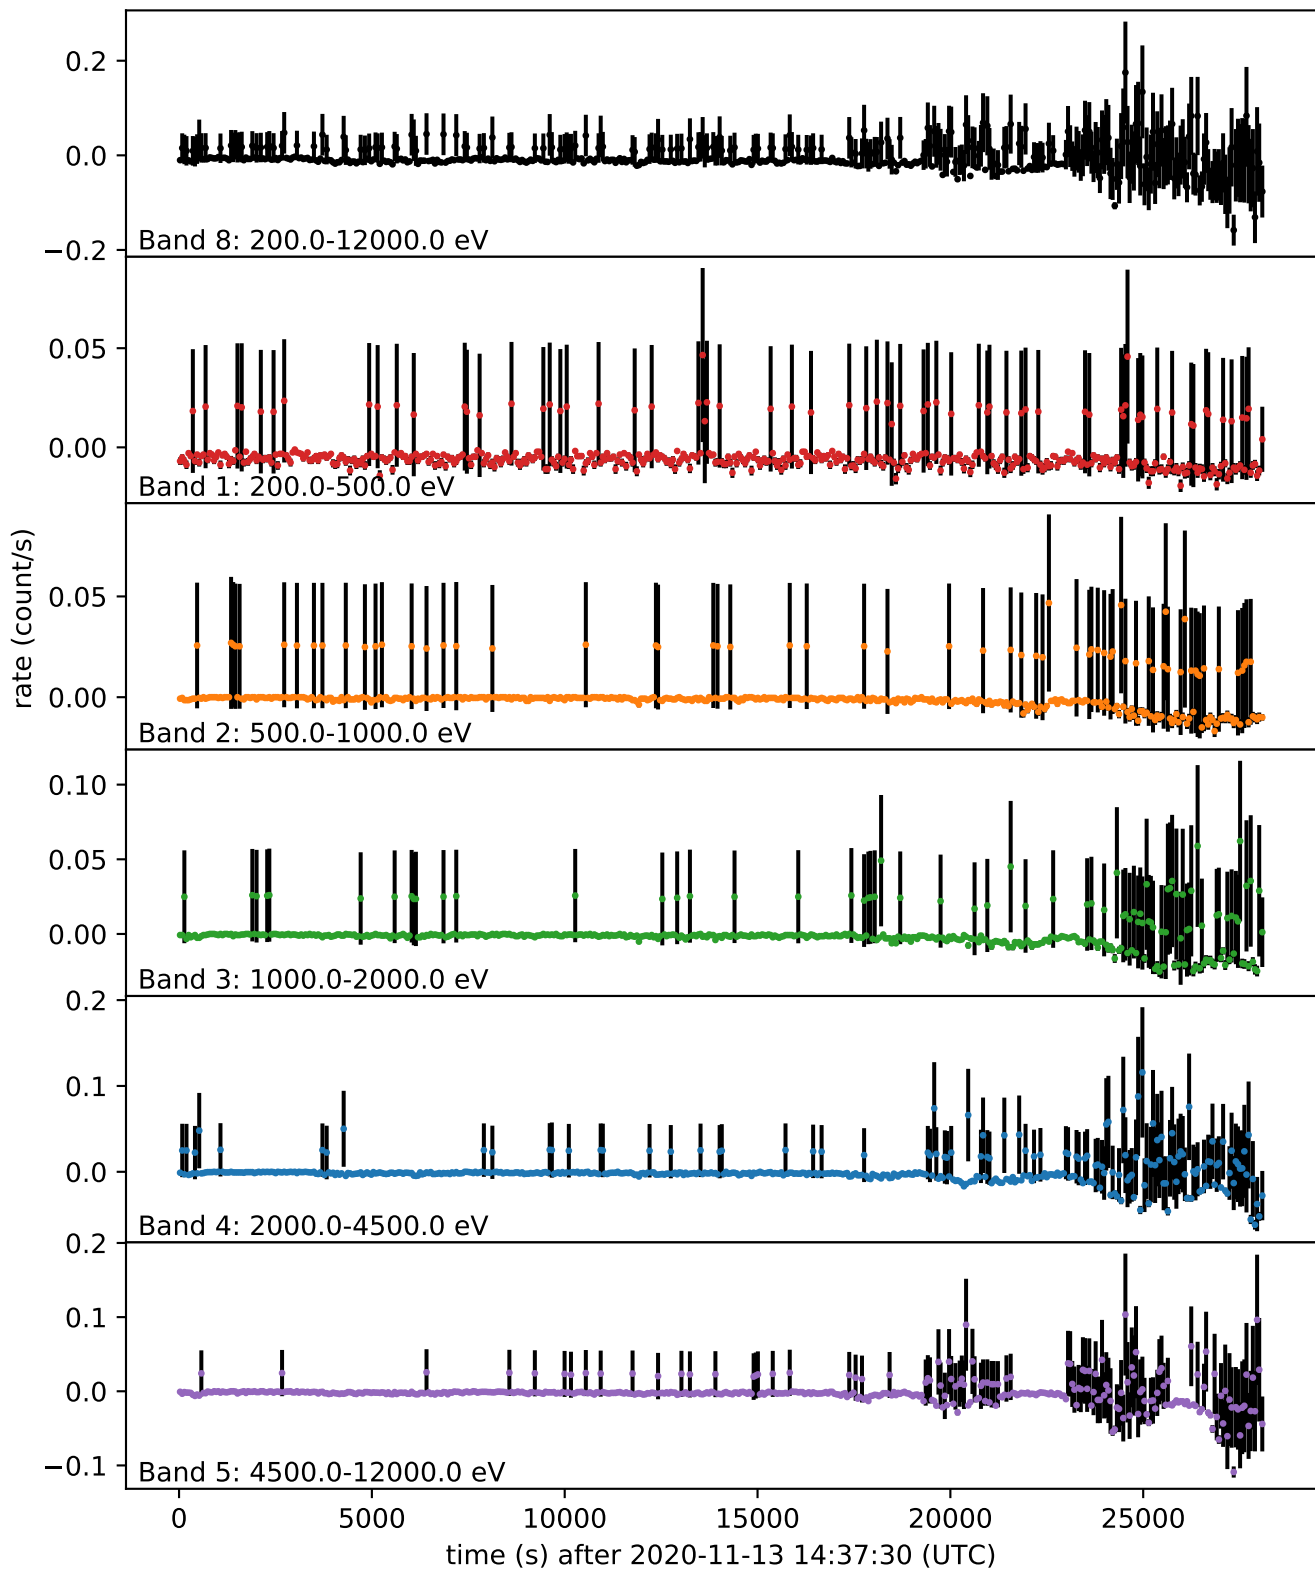 0.2
0.0
−0.2
Band 8: 200.0-12000.0 eV
0.05
0.00
Band 1: 200.0-500.0 eV
rate (count/s)
0.05
0.00
Band 2: 500.0-1000.0 eV
0.10
0.05
0.00
Band 3: 1000.0-2000.0 eV
0.2
0.1
0.0
Band 4: 2000.0-4500.0 eV
0.2
0.1
0.0
−0.1
Band 5: 4500.0-12000.0 eV
0 5000 10000 15000 20000 25000
time (s) after 2020-11-13 14:37:30 (UTC)